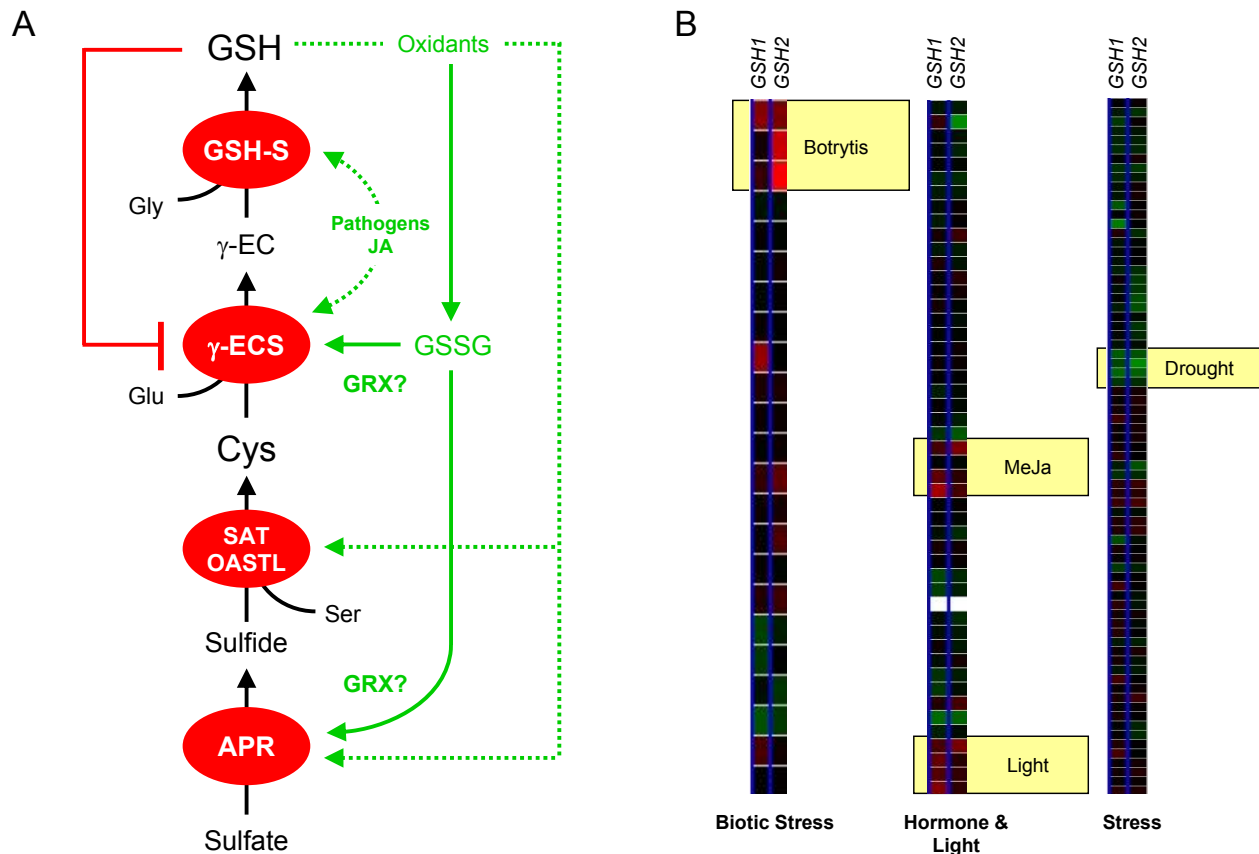 A
GSH
Oxidants
GSH-S
Gly
Pathogens
JA
γ-EC
γ-ECS
GSSG
Glu
GRX?
Cys
SAT
OASTL
Ser
Sulfide
GRX?
APR
Sulfate
B
GSH1
GSH2
GSH1
GSH2
GSH1
GSH2
Botrytis
Drought
MeJa
Light
Biotic Stress
Hormone &
Light
Stress